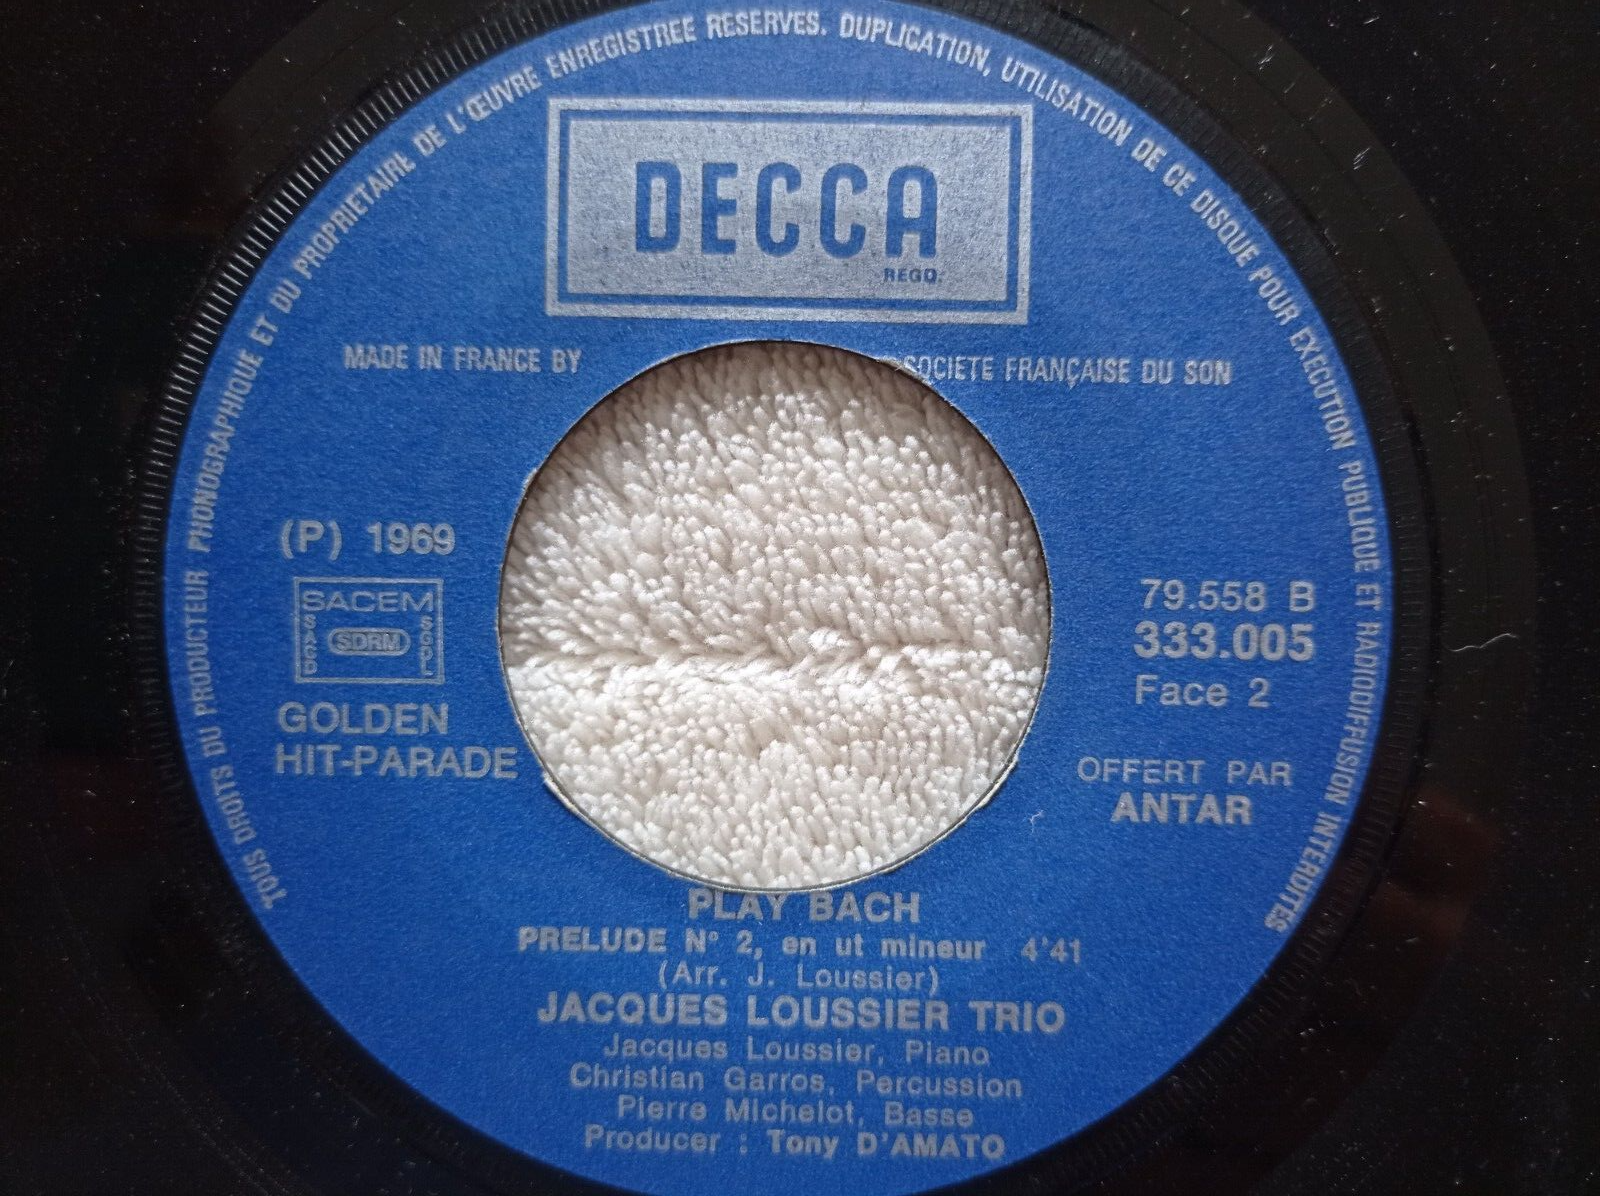 TOUS DROITS DU PRODUCTEUR PHONOGRAPHIQUE ET DU PROPRIETAIRE DE L'ŒUVRE ENREGISTREE RESERVES. DUPLICATION, UTILISATION DE CE DISQUE POUR EXECUTION PUBLIQUE ET RADIODIFFUSION INTERDITES
DECCA
REGD.
MADE IN FRANCE BY SOCIETE FRANÇAISE DU SON
(P) 1969
SACEM
SACD SDRM SGDL
GOLDEN
HIT-PARADE
79.558 B
333.005
Face 2
OFFERT PAR
ANTAR
PLAY BACH
PRELUDE N° 2, en ut mineur 4'41
(Arr. J. Loussier)
JACQUES LOUSSIER TRIO
Jacques Loussier, Piano
Christian Garros, Percussion
Pierre Michelot, Basse
Producer : Tony D'AMATO